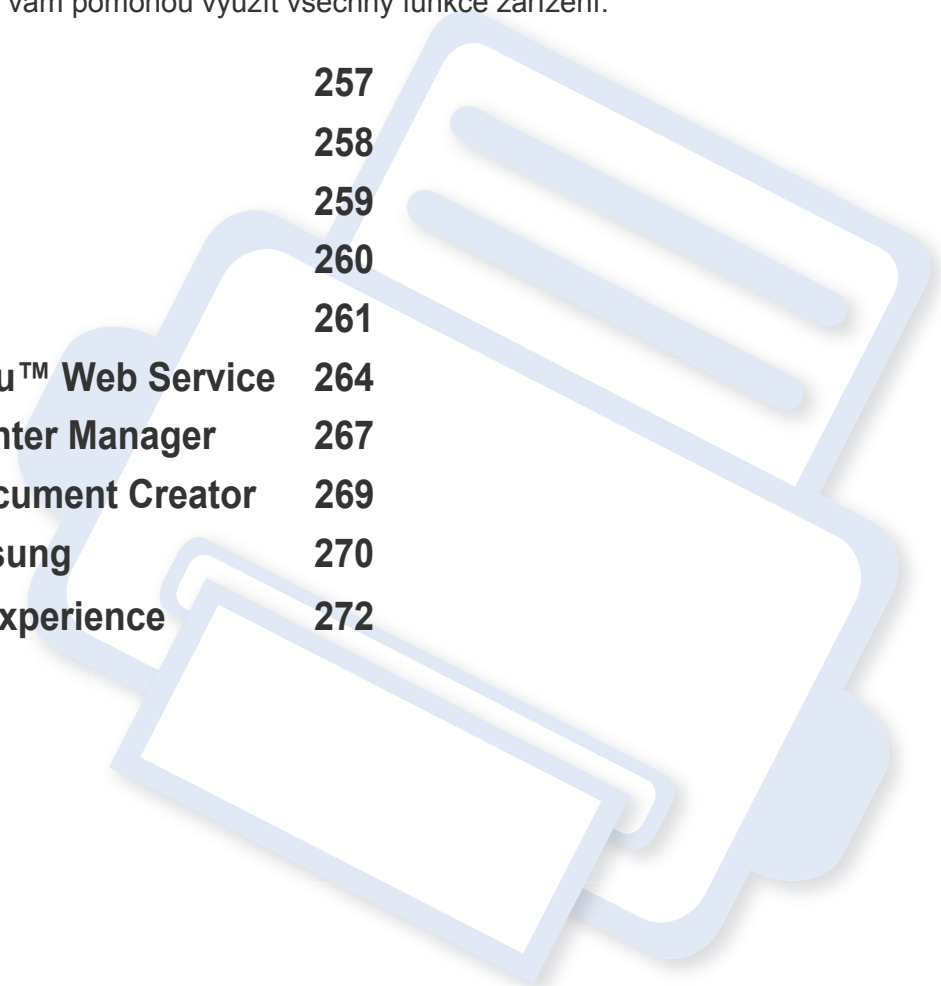 vám pomohou využít všechny funkce zařízení.
257
258
259
260
261
u™ Web Service 264
nter Manager 267
cument Creator 269
sung 270
xperience 272